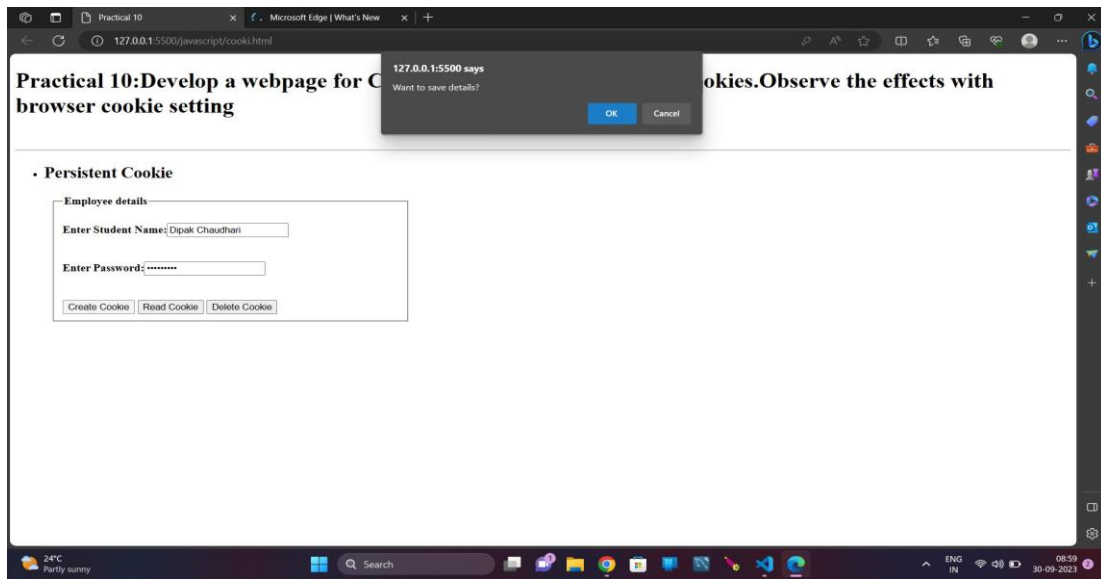 Practical 10
Microsoft Edge | What's New
127.0.0.1:5500/javascript/cooki.html
127.0.0.1:5500 says
Want to save details?
OK Cancel
Practical 10:Develop a webpage for C okies.Observe the effects with
browser cookie setting
• Persistent Cookie
Employee details
Enter Student Name: Dipak Chaudhari
Enter Password: •••••••••
Create Cookie Read Cookie Delete Cookie
24°C
Partly sunny
Search
ENG
IN
08:59
30-09-2023
2